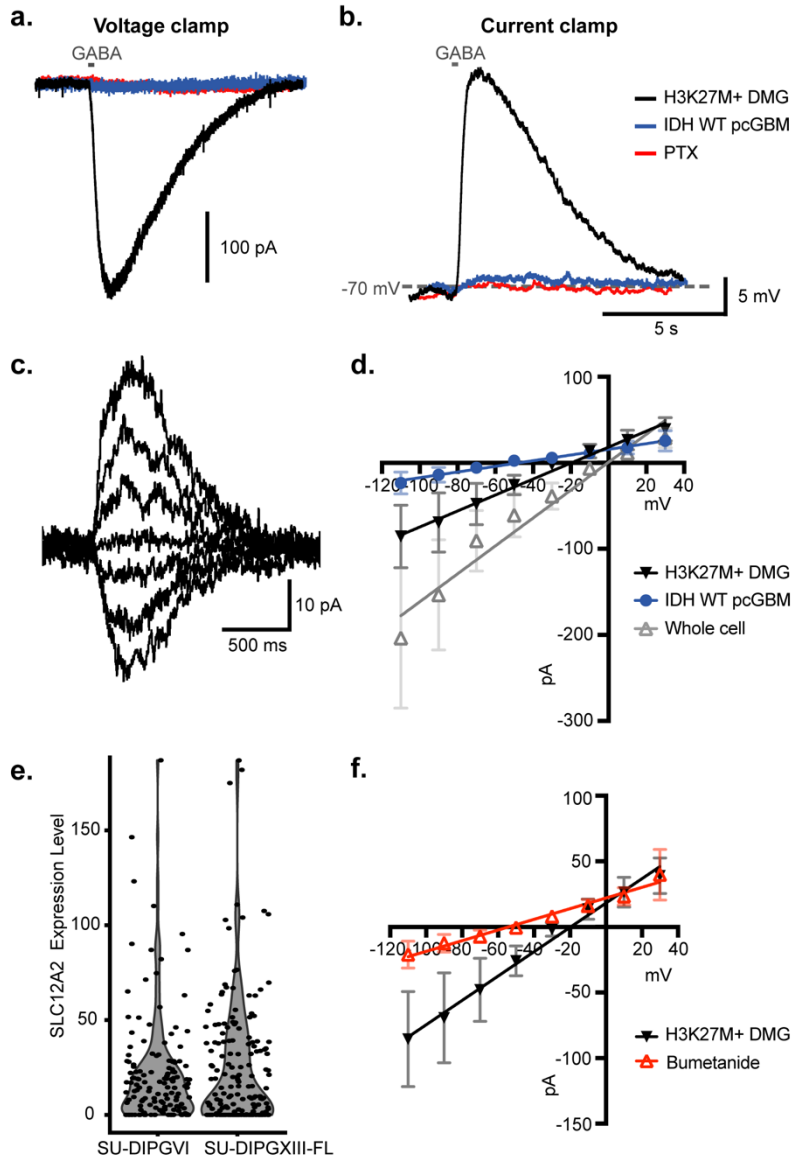 a.
Voltage clamp
GABA
100 pA
b.
Current clamp
GABA
H3K27M+ DMG
IDH WT pcGBM
PTX
-70 mV
5 mV
5 s
c.
10 pA
500 ms
d.
100
-120 -100 -80 -60 -40 -20 20 40
mV
-100
-200
-300
pA
H3K27M+ DMG
IDH WT pcGBM
Whole cell
e.
SLC12A2 Expression Level
150
100
50
0
SU-DIPGVI SU-DIPGXIII-FL
f.
100
50
-120 -100 -80 -60 -40 -20 20 40
mV
-50
-100
-150
pA
H3K27M+ DMG
Bumetanide